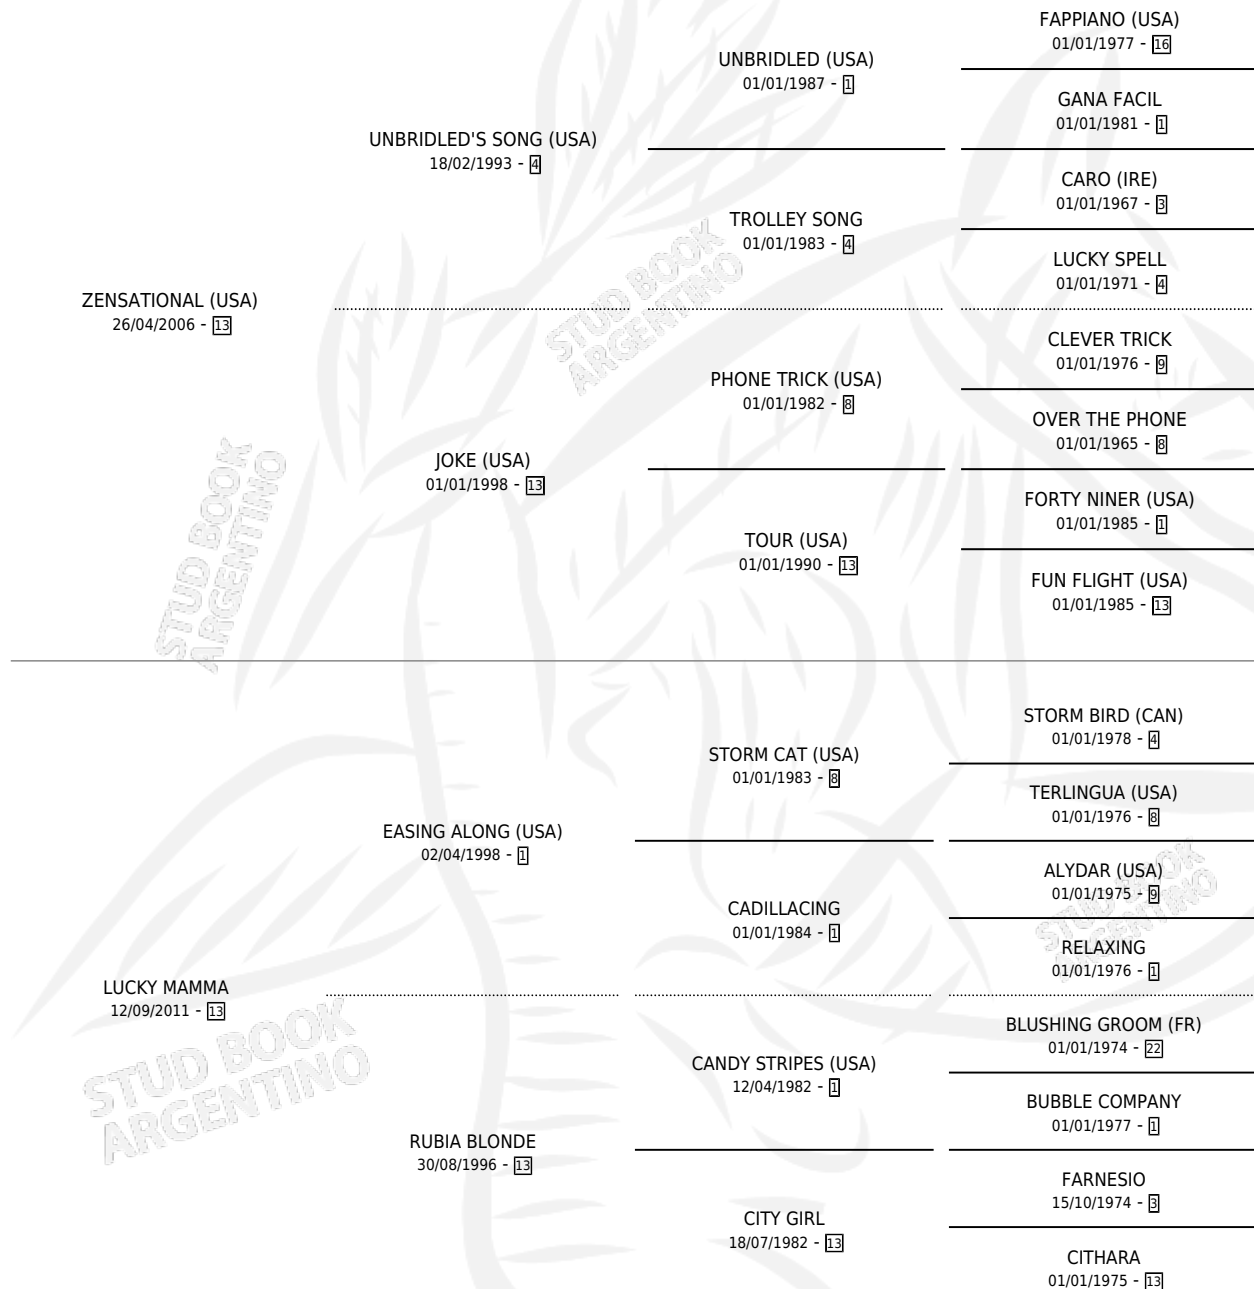 FAPPIANO (USA)
01/01/1977 - 16
UNBRIDLED (USA)
01/01/1987 - 1
GANA FACIL
01/01/1981 - 1
UNBRIDLED'S SONG (USA)
18/02/1993 - 4
CARO (IRE)
01/01/1967 - 3
TROLLEY SONG
01/01/1983 - 4
LUCKY SPELL
01/01/1971 - 4
ZENSATIONAL (USA)
26/04/2006 - 13
STUD BOOK
ARGENTINO
CLEVER TRICK
01/01/1976 - 9
PHONE TRICK (USA)
01/01/1982 - 8
OVER THE PHONE
01/01/1965 - 8
JOKE (USA)
01/01/1998 - 13
FORTY NINER (USA)
01/01/1985 - 1
TOUR (USA)
01/01/1990 - 13
FUN FLIGHT (USA)
01/01/1985 - 13
STUD BOOK
ARGENTINO
STORM BIRD (CAN)
01/01/1978 - 4
STORM CAT (USA)
01/01/1983 - 8
TERLINGUA (USA)
01/01/1976 - 8
EASING ALONG (USA)
02/04/1998 - 1
ALYDAR (USA)
01/01/1975 - 9
CADILLACING
01/01/1984 - 1
STUD BOOK
ARGENTINO
RELAXING
01/01/1976 - 1
LUCKY MAMMA
12/09/2011 - 13
BLUSHING GROOM (FR)
01/01/1974 - 22
CANDY STRIPES (USA)
12/04/1982 - 1
STUD BOOK
ARGENTINO
BUBBLE COMPANY
01/01/1977 - 1
RUBIA BLONDE
30/08/1996 - 13
FARNESIO
15/10/1974 - 3
CITY GIRL
18/07/1982 - 13
CITHARA
01/01/1975 - 13